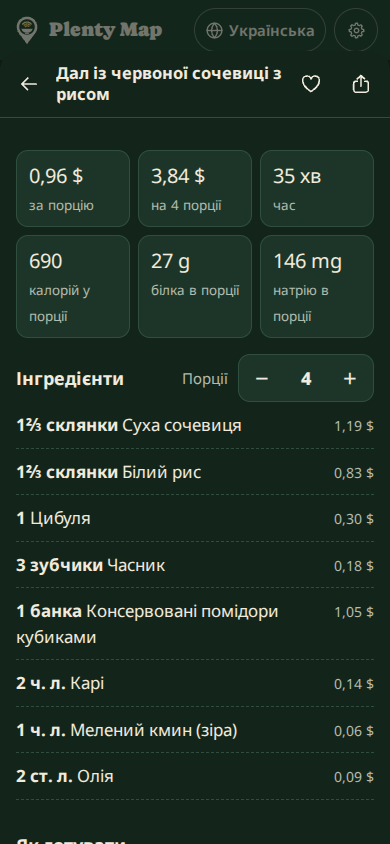 Plenty Map
Українська
Дал із червоної сочевиці з
рисом
0,96 $
за порцію
3,84 $
на 4 порції
35 хв
час
690
калорій у
порції
27 g
білка в порції
146 mg
натрію в
порції
Інгредієнти
Порції
− 4 +
1⅔ склянки Суха сочевиця 1,19 $
1⅔ склянки Білий рис 0,83 $
1 Цибуля 0,30 $
3 зубчики Часник 0,18 $
1 банка Консервовані помідори 1,05 $
кубиками
2 ч. л. Карі 0,14 $
1 ч. л. Мелений кмин (зіра) 0,06 $
2 ст. л. Олія 0,09 $
Як готувати